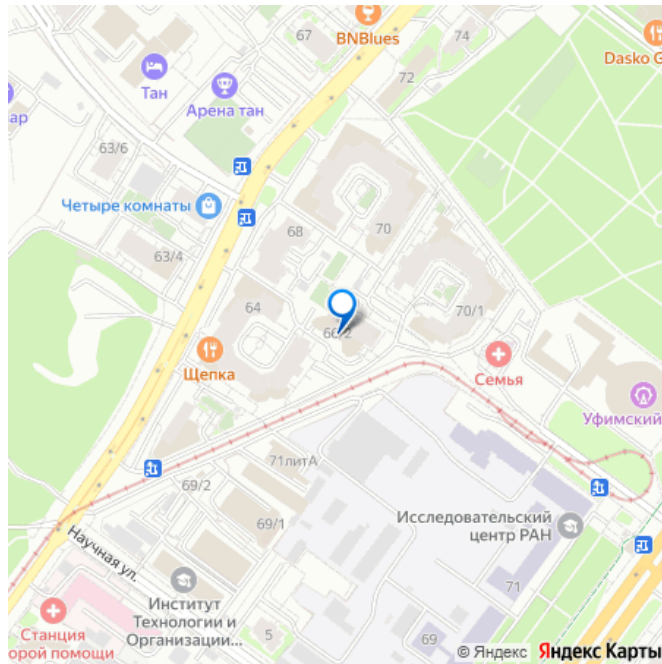 67
BNBlues
74
Dasko G
Тан
72
Арена тан
ар
63/6
Четыре комнаты
68
70
63/4
64
70/1
66/2
Щепка
Семья
Уфимский
71литА
69/2
Исследовательский
центр РАН
69/1
Научная ул.
71
Институт
Технологии и
Организации...
Станция
орой помощи
5
69
© Яндекс Яндекс Карты